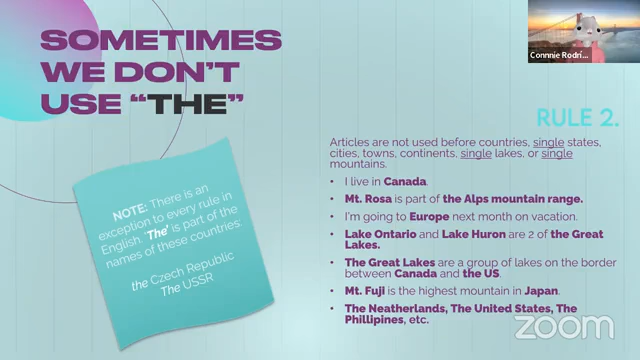 SOMETIMES
WE DON'T
USE "THE"
Connnie Rodrí...
RULE 2.
Articles are not used before countries, single states,
cities, towns, continents, single lakes, or single
mountains.
• I live in Canada.
• Mt. Rosa is part of the Alps mountain range.
• I'm going to Europe next month on vacation.
• Lake Ontario and Lake Huron are 2 of the Great
Lakes.
• The Great Lakes are a group of lakes on the border
between Canada and the US.
• Mt. Fuji is the highest mountain in Japan.
• The Neatherlands, The United States, The
Phillipines, etc.
NOTE: There is an
exception to every rule in
English. 'The' is part of the
names of these countries:
the Czech Republic
The USSR
zoom